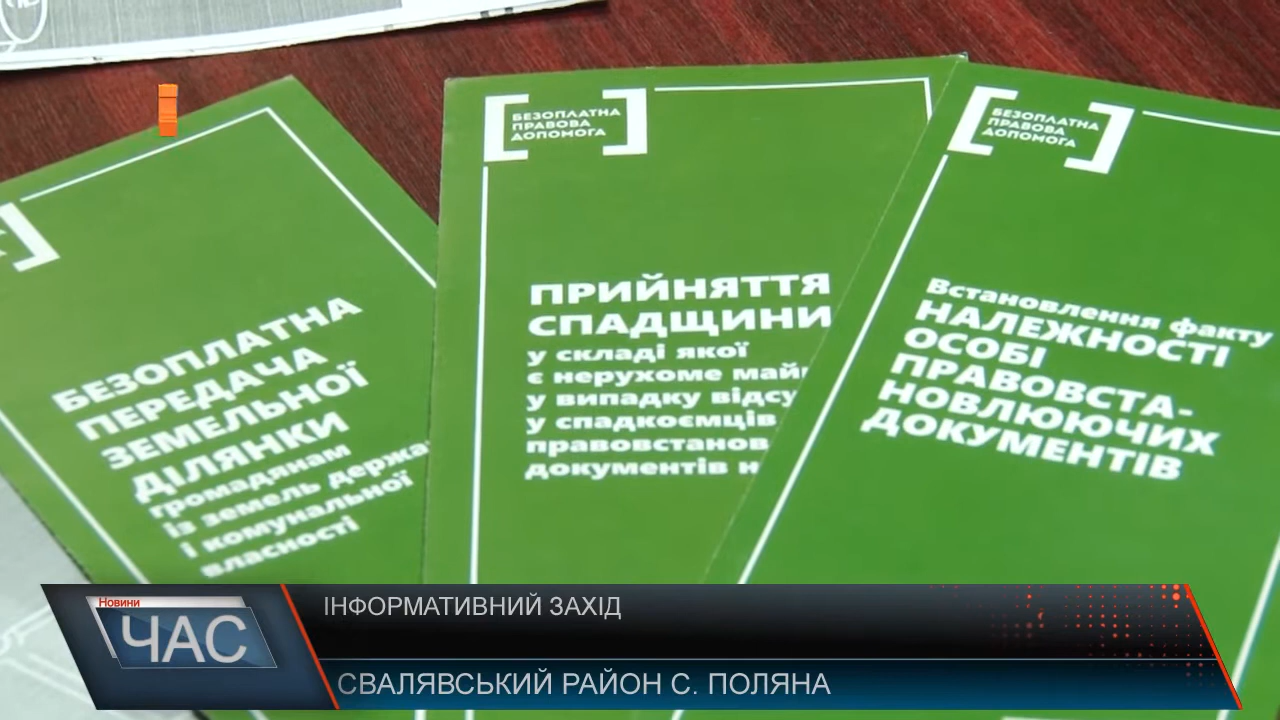 БЕЗОПЛАТНА
ПЕРЕДАЧА
ЗЕМЕЛЬНОЇ
ДІЛЯНКИ
громадянам
із земель
і комунальної
власності
БЕЗОПЛАТНА
ПРАВОВА
ДОПОМОГА
ПРИЙНЯТТЯ
СПАДЩИНИ
у складі якої
є нерухоме
у випадку
у спадкоємців
документів
БЕЗОПЛАТНА
ПРАВОВА
ДОПОМОГА
Встановлення факту
НАЛЕЖНОСТІ
ОСОБІ
ПРАВОВСТА-
НОВЛЮЮЧИХ
ДОКУМЕНТІВ
Новини
ЧАС
ІНФОРМАТИВНИЙ ЗАХІД
СВАЛЯВСЬКИЙ РАЙОН С. ПОЛЯНА